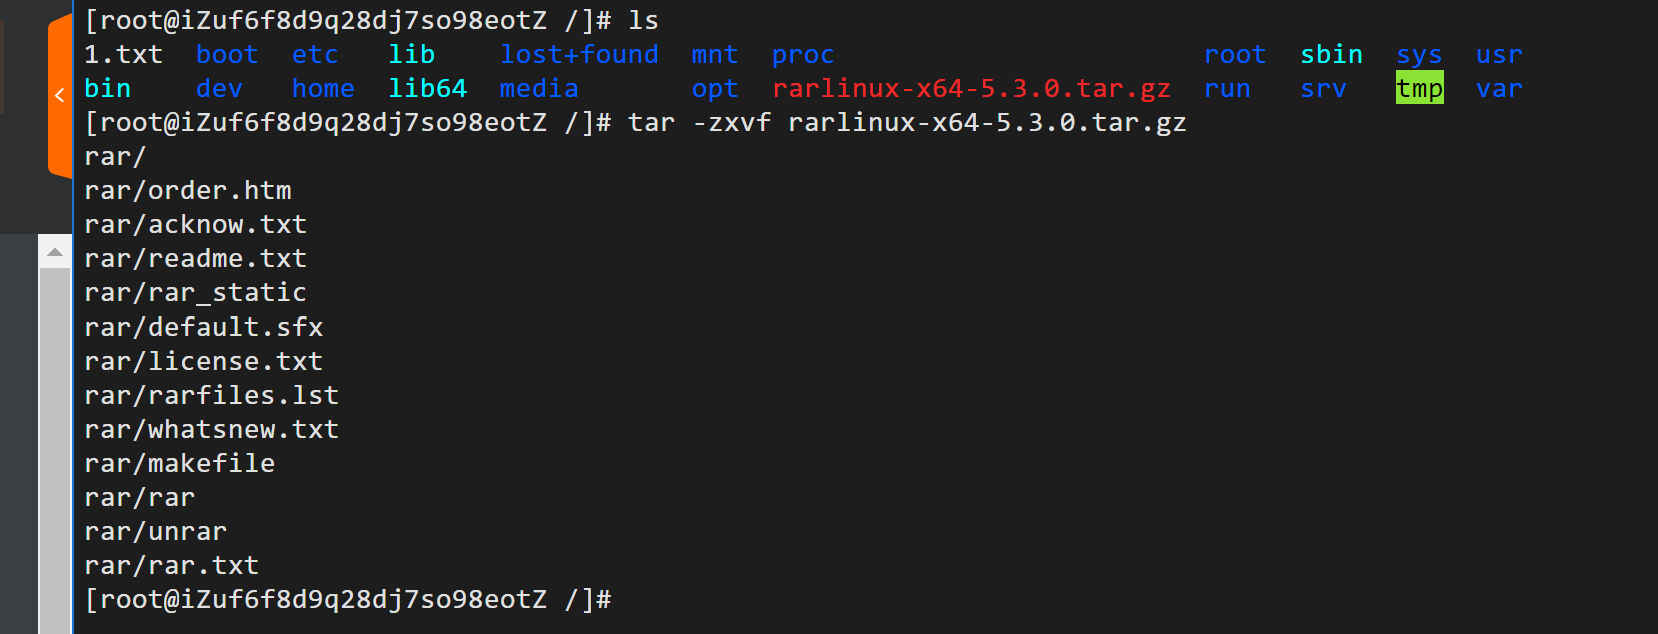 [root@iZuf6f8d9q28dj7so98eotZ /]# ls
1.txt  boot  etc   lib    lost+found  mnt  proc                        root  sbin  sys  usr
bin    dev   home  lib64  media       opt  rarlinux-x64-5.3.0.tar.gz  run   srv   tmp  var
[root@iZuf6f8d9q28dj7so98eotZ /]# tar -zxvf rarlinux-x64-5.3.0.tar.gz
rar/
rar/order.htm
rar/acknow.txt
rar/readme.txt
rar/rar_static
rar/default.sfx
rar/license.txt
rar/rarfiles.lst
rar/whatsnew.txt
rar/makefile
rar/rar
rar/unrar
rar/rar.txt
[root@iZuf6f8d9q28dj7so98eotZ /]#